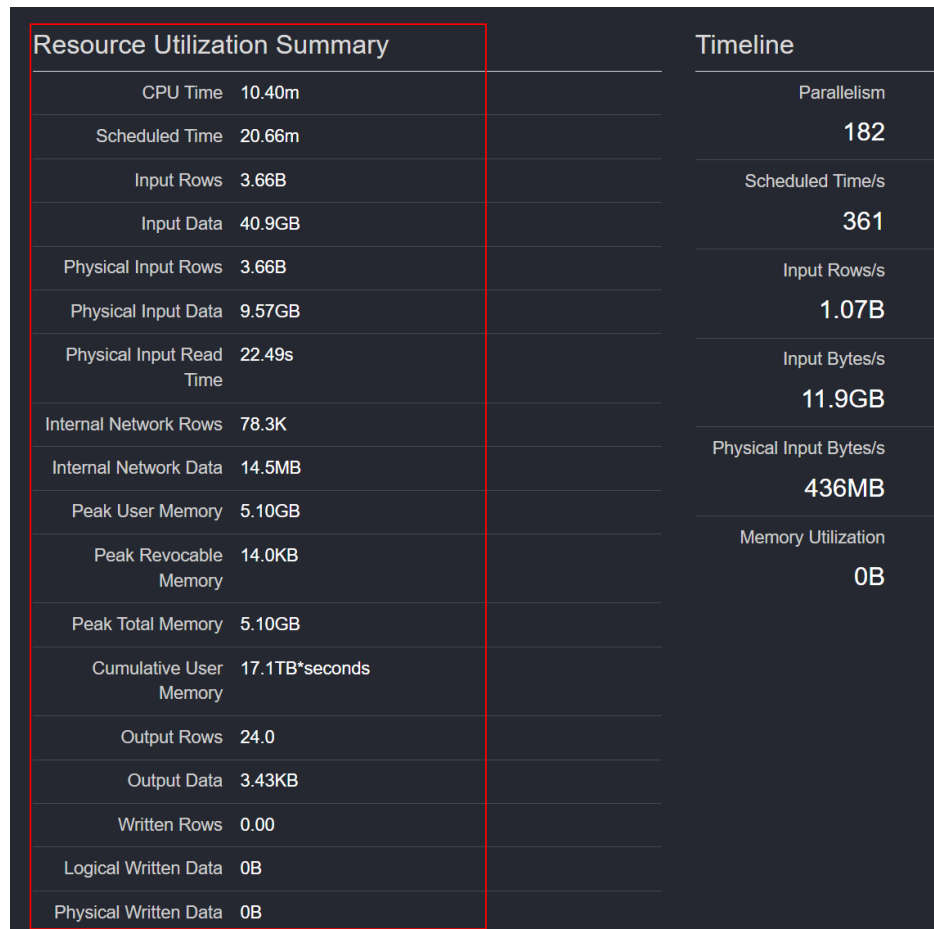 Resource Utilization Summary
CPU Time 10.40m
Scheduled Time 20.66m
Input Rows 3.66B
Input Data 40.9GB
Physical Input Rows 3.66B
Physical Input Data 9.57GB
Physical Input Read 22.49s
Time
Internal Network Rows 78.3K
Internal Network Data 14.5MB
Peak User Memory 5.10GB
Peak Revocable 14.0KB
Memory
Peak Total Memory 5.10GB
Cumulative User 17.1TB*seconds
Memory
Output Rows 24.0
Output Data 3.43KB
Written Rows 0.00
Logical Written Data 0B
Physical Written Data 0B
Timeline
Parallelism
182
Scheduled Time/s
361
Input Rows/s
1.07B
Input Bytes/s
11.9GB
Physical Input Bytes/s
436MB
Memory Utilization
0B